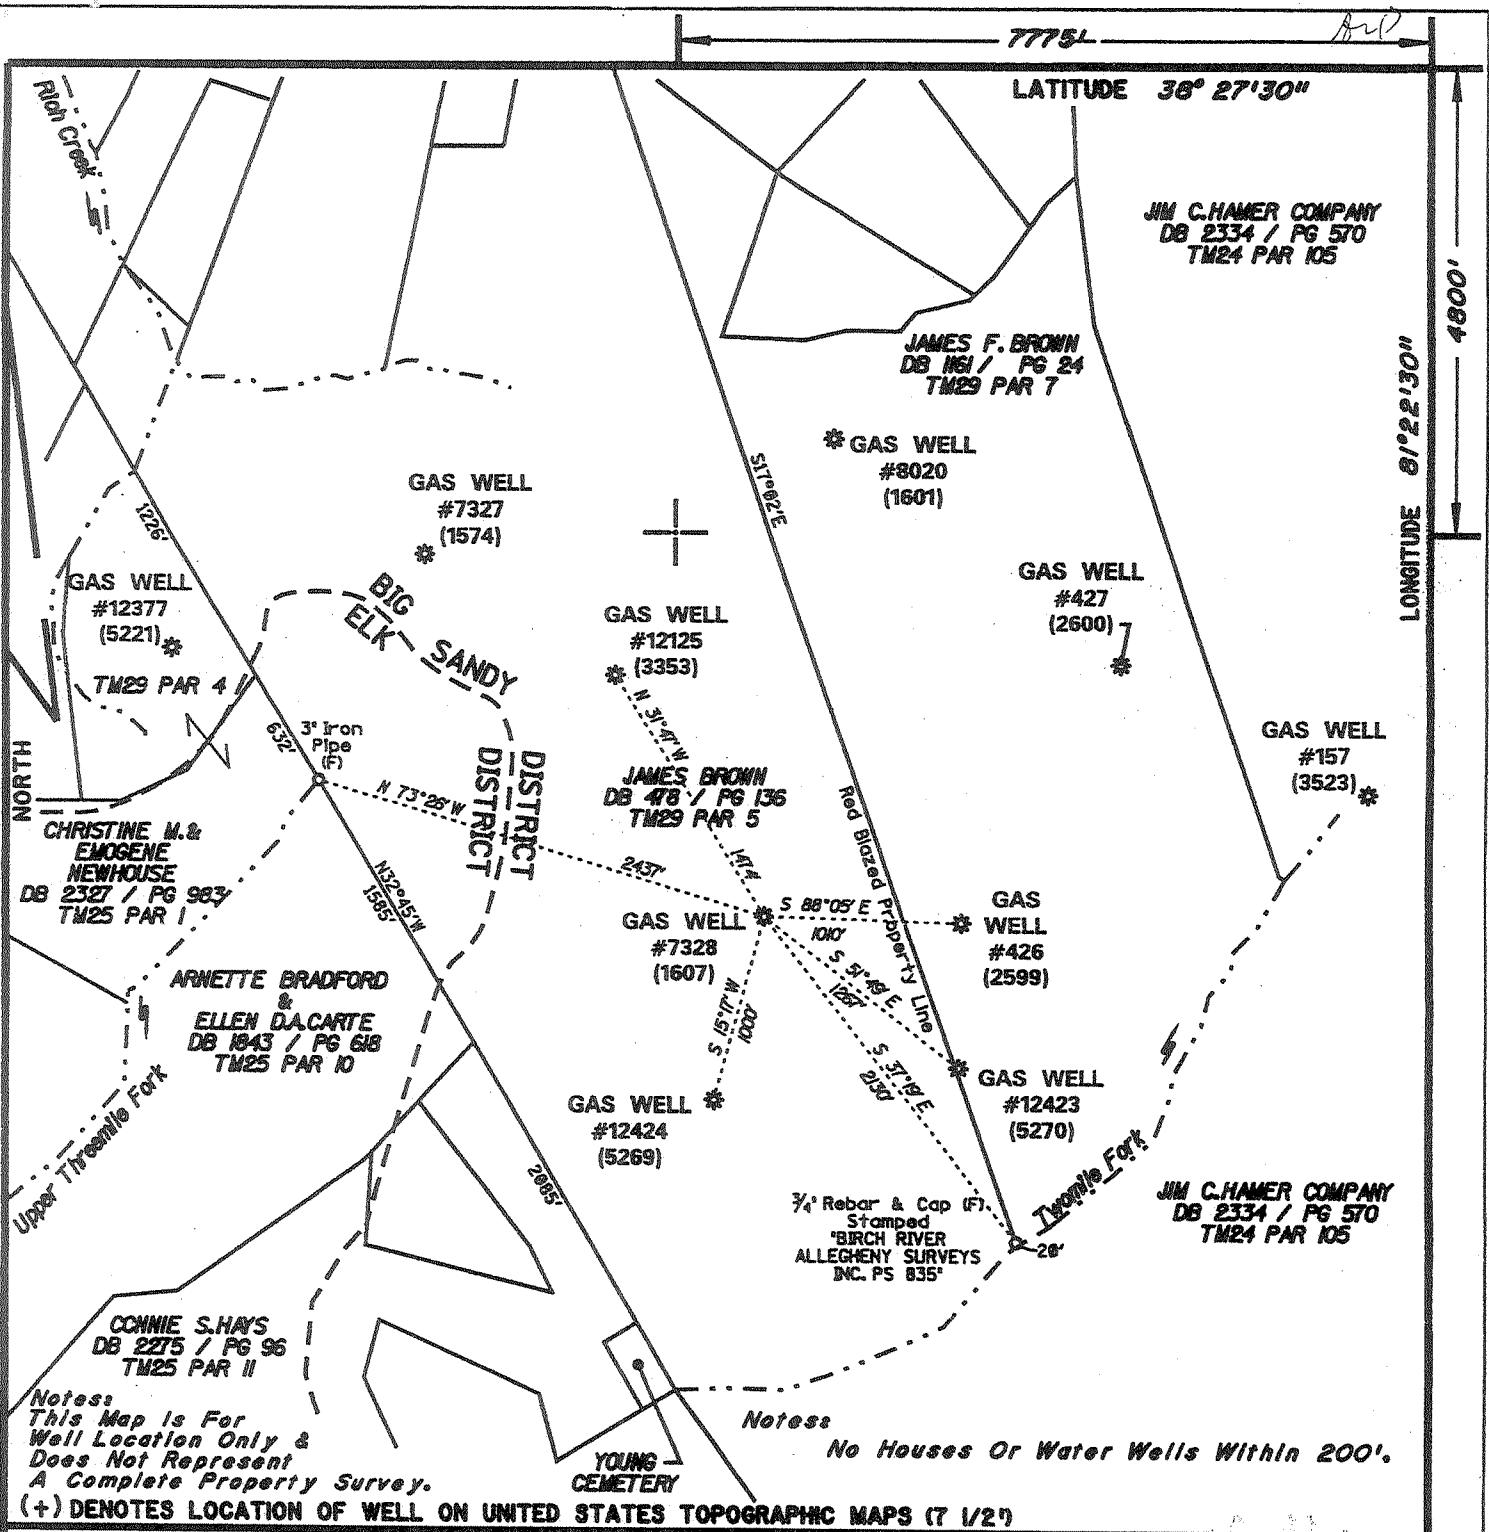 7775'
LATITUDE 38° 27'30"
4800'
LONGITUDE 81°22'30"
Rich Creek
JIM C. HAMER COMPANY
DB 2334 / PG 570
TM24 PAR 105
JAMES F. BROWN
DB 1161 / PG 24
TM29 PAR 7
GAS WELL
#8020
(1601)
S17°02'E
GAS WELL
#7327
(1574)
1226'
GAS WELL
#12377
(5221)
TM29 PAR 4
BIG SANDY
DISTRICT
ELK
DISTRICT
GAS WELL
#12125
(3353)
N 31°47' W
1474'
GAS WELL
#427
(2600)
GAS WELL
#157
(3523)
632'
3" Iron
Pipe
(F)
N 73°26' W
2437'
NORTH
JAMES BROWN
DB 478 / PG 136
TM29 PAR 5
Red Blazed Property Line
CHRISTINE M. &
EMOGENE
NEWHOUSE
DB 2327 / PG 983
TM25 PAR 1
N32°45'W
1585'
GAS WELL
#7328
(1607)
S 88°05' E
1010'
GAS
WELL
#426
(2599)
S 51°49' E
1267'
S 15°17' W
1000'
S 37°19' E
2130'
ARNETTE BRADFORD
&
ELLEN D.A. CARTE
DB 1843 / PG 618
TM25 PAR 10
Upper Threemile Fork
GAS WELL
#12424
(5269)
GAS WELL
#12423
(5270)
2085'
3/4" Rebar & Cap (F)
Stamped
"BIRCH RIVER
ALLEGHENY SURVEYS
INC. PS 835"
20'
Twomile Fork
JIM C. HAMER COMPANY
DB 2334 / PG 570
TM24 PAR 105
CONNIE S. HAYS
DB 2275 / PG 96
TM25 PAR 11
Notes:
This Map Is For
Well Location Only &
Does Not Represent
A Complete Property Survey.
YOUNG
CEMETERY
Notes:
No Houses Or Water Wells Within 200'.
(+) DENOTES LOCATION OF WELL ON UNITED STATES TOPOGRAPHIC MAPS (7 1/2")